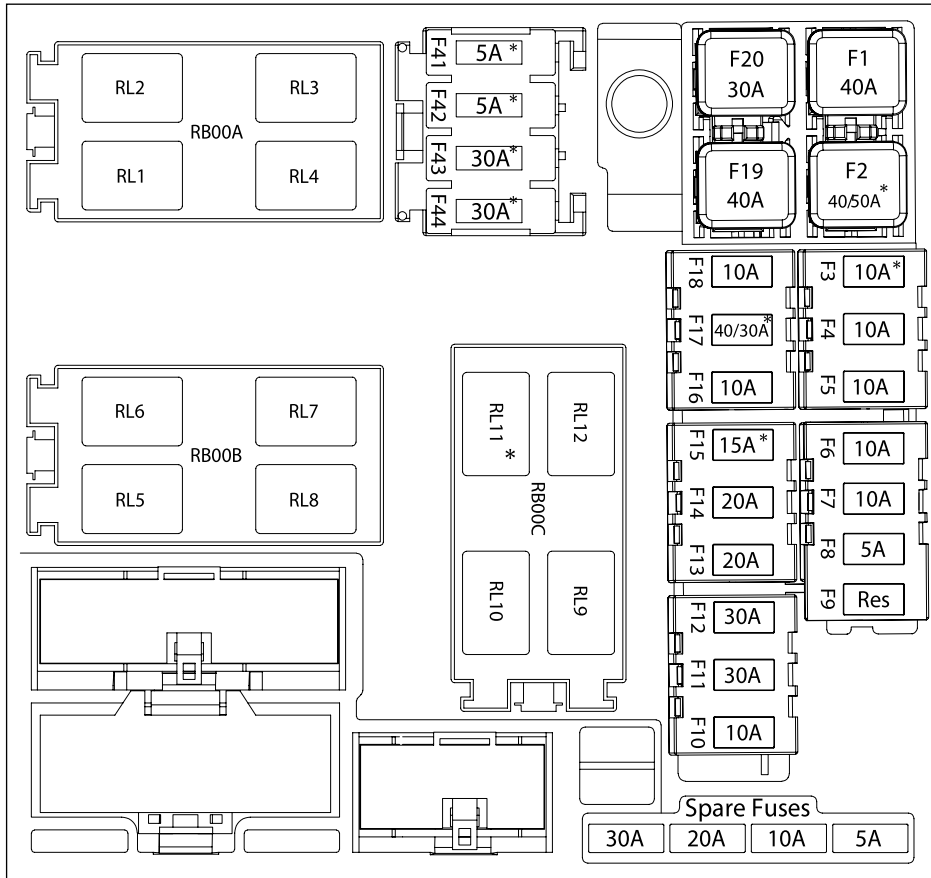 RL2
RL3
RB00A
RL1
RL4
F41 5A*
F42 5A*
F43 30A*
F44 30A*
F20
30A
F1
40A
F19
40A
F2
40/50A*
F18 10A
F17 40/30A*
F16 10A
F3 10A*
F4 10A
F5 10A
RL6
RL7
RB00B
RL5
RL8
RL11 *
RL12
RB00C
RL10
RL9
F15 15A*
F14 20A
F13 20A
F6 10A
F7 10A
F8 5A
F9 Res
F12 30A
F11 30A
F10 10A
Spare Fuses
30A 20A 10A 5A